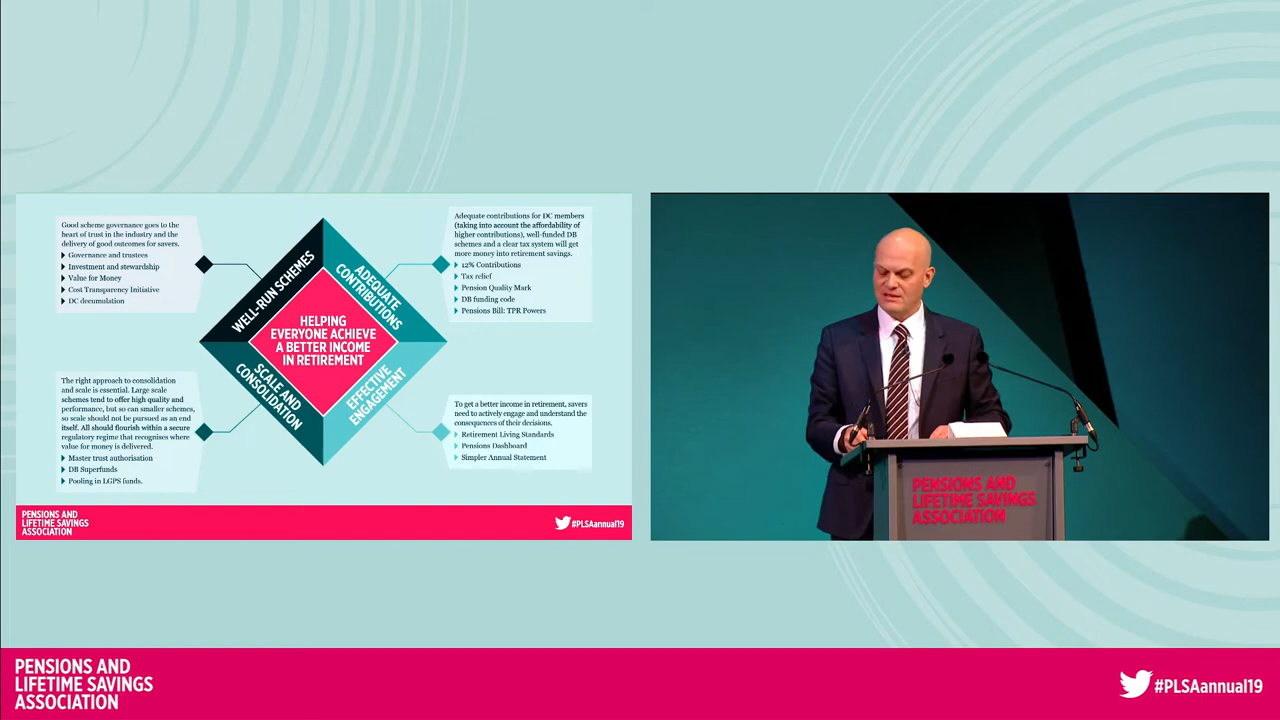 Good scheme governance goes to the
heart of trust in the industry and the
delivery of good outcomes for savers.
Governance and trustees
Investment and stewardship
Value for Money
Cost Transparency Initiative
DC decumulation
Adequate contributions for DC members
(taking into account the affordability of
higher contributions), well-funded DB
schemes and a clear tax system will get
more money into retirement savings.
12% Contributions
Tax relief
Pension Quality Mark
DB funding code
Pensions Bill: TPR Powers
WELL-RUN SCHEMES
ADEQUATE
CONTRIBUTIONS
HELPING
EVERYONE ACHIEVE
A BETTER INCOME
IN RETIREMENT
SCALE AND
CONSOLIDATION
EFFECTIVE
ENGAGEMENT
The right approach to consolidation
and scale is essential. Large scale
schemes tend to offer high quality and
performance, but so can smaller schemes,
so scale should not be pursued as an end
itself. All should flourish within a secure
regulatory regime that recognises where
value for money is delivered.
Master trust authorisation
DB Superfunds
Pooling in LGPS funds.
To get a better income in retirement, savers
need to actively engage and understand the
consequences of their decisions.
Retirement Living Standards
Pensions Dashboard
Simpler Annual Statement
PENSIONS AND
LIFETIME SAVINGS
ASSOCIATION
#PLSAannual19
PENSIONS AND
LIFETIME SAVINGS
ASSOCIATION
PENSIONS AND
LIFETIME SAVINGS
ASSOCIATION
#PLSAannual19